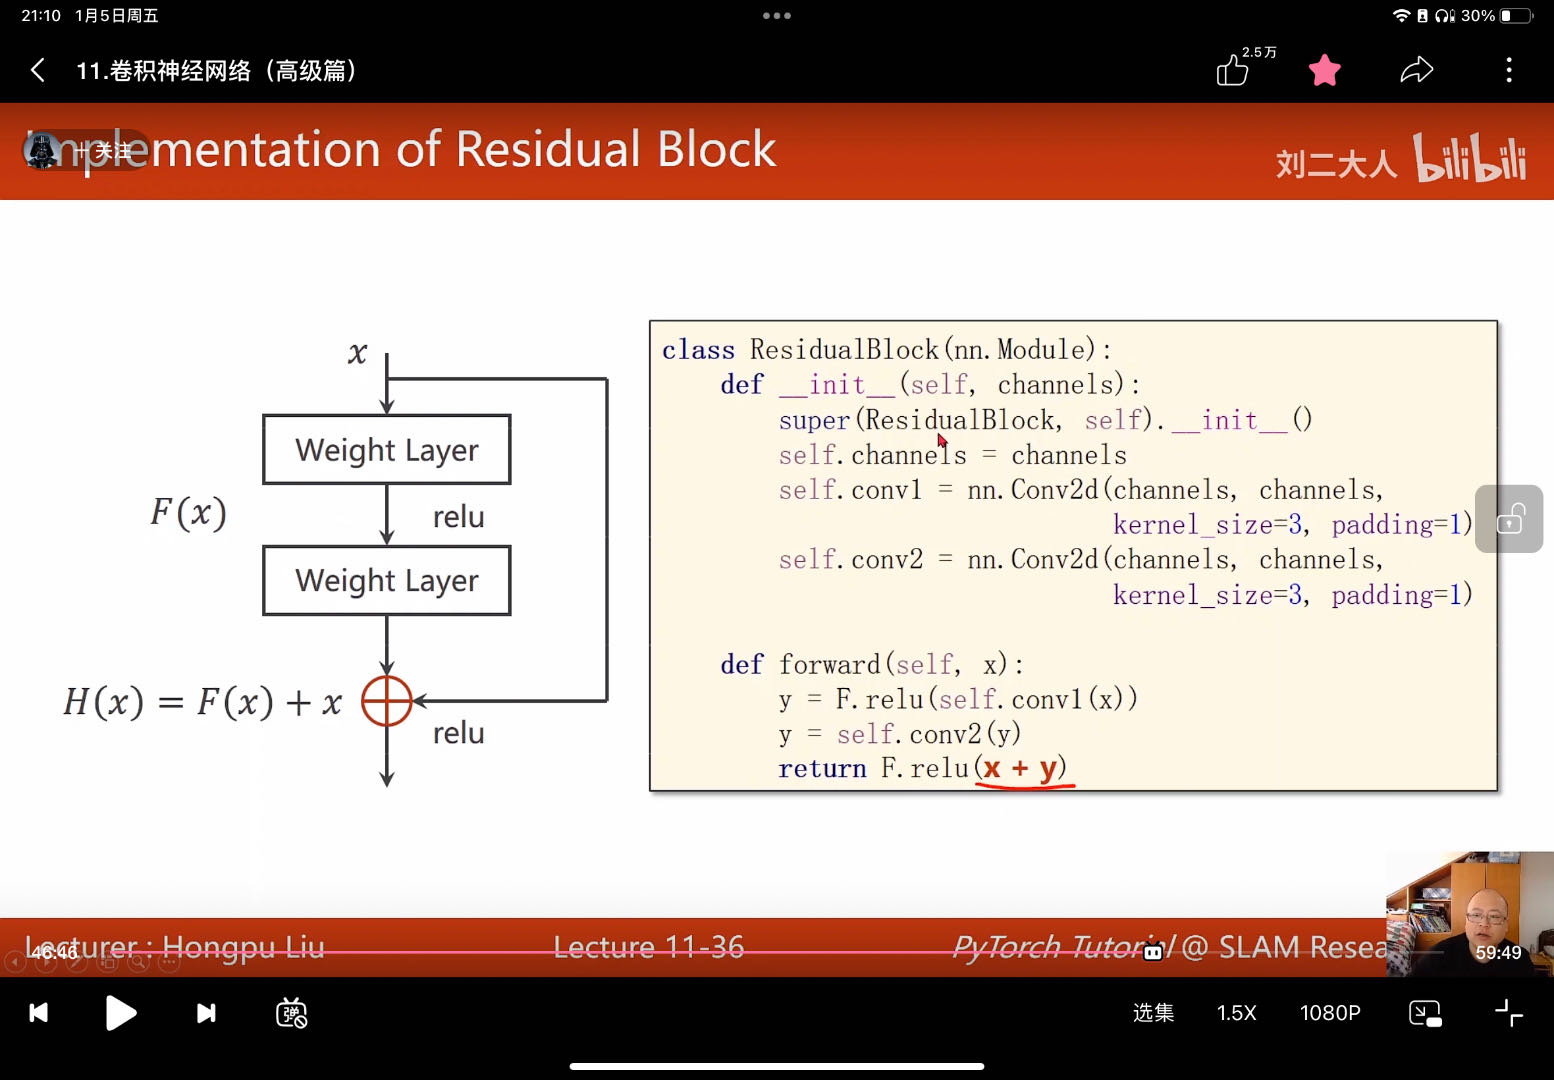 21:10 1月5日周五
30%
11.卷积神经网络（高级篇）
2.5万
Implementation of Residual Block
十 关注
刘二大人 bilibili
x
Weight Layer
F(x)
relu
Weight Layer
H(x) = F(x) + x
relu
class ResidualBlock(nn.Module):
def __init__(self, channels):
super(ResidualBlock, self).__init__()
self.channels = channels
self.conv1 = nn.Conv2d(channels, channels,
kernel_size=3, padding=1)
self.conv2 = nn.Conv2d(channels, channels,
kernel_size=3, padding=1)
def forward(self, x):
y = F.relu(self.conv1(x))
y = self.conv2(y)
return F.relu(x + y)
Lecturer : Hongpu Liu
Lecture 11-36
PyTorch Tutorial @ SLAM Resea
46:46
59:49
弹
选集
1.5X
1080P